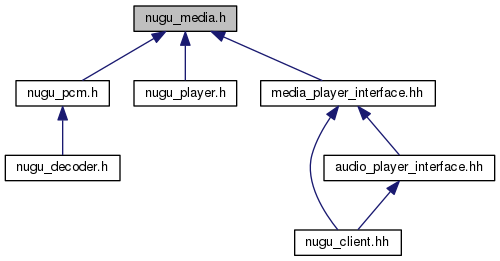 nugu_media.h
nugu_pcm.h
nugu_player.h
media_player_interface.hh
nugu_decoder.h
audio_player_interface.hh
nugu_client.hh